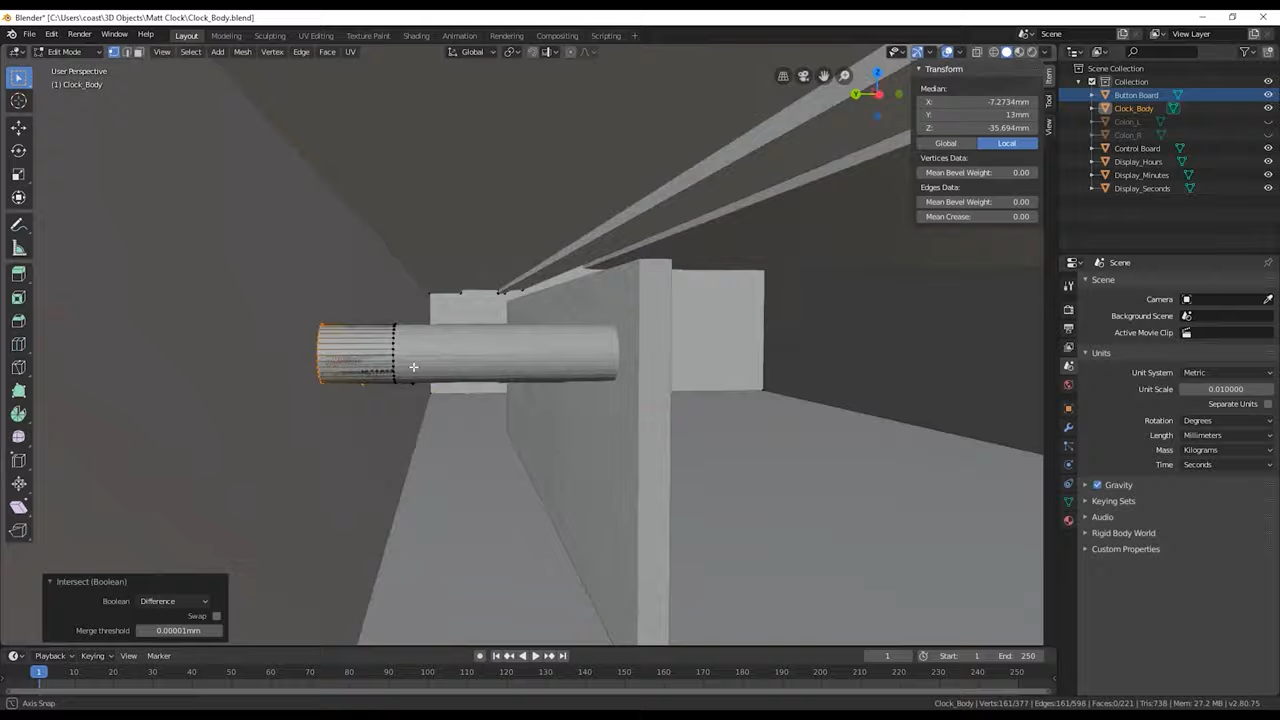 Blender* [C:\Users\coast\3D Objects\Matt Clock\Clock_Body.blend]
File Edit Render Window Help Layout Modeling Sculpting UV Editing Texture Paint Shading Animation Rendering Compositing Scripting Scene View Layer
Edit Mode View Select Add Mesh Vertex Edge Face UV Global
User Perspective
(1) Clock_Body
Transform
Median:
X: -7.2734mm
Y: 13mm
Z: -35.694mm
Global Local
Vertices Data:
Mean Bevel Weight: 0.00
Edges Data:
Mean Bevel Weight: 0.00
Mean Crease: 0.00
Item
Tool
View
Scene Collection
Collection
Button Board
Clock_Body
Colon_L
Colon_R
Control Board
Display_Hours
Display_Minutes
Display_Seconds
Scene
Scene
Camera
Background Scene
Active Movie Clip
Units
Unit System Metric
Unit Scale 0.010000
Separate Units
Rotation Degrees
Length Millimeters
Mass Kilograms
Time Seconds
Gravity
Keying Sets
Audio
Rigid Body World
Custom Properties
Intersect (Boolean)
Boolean Difference
Swap
Merge threshold 0.00001mm
Playback Keying View Marker 1 Start: 1 End: 250
1 10 20 30 40 50 60 70 80 90 100 110 120 130 140 150 160 170 180 190 200 210 220 230 240 250
Axis Snap
Clock_Body | Verts:161/377 | Edges:161/598 | Faces:0/221 | Tris:738 | Mem: 27.2 MB | v2.80.75